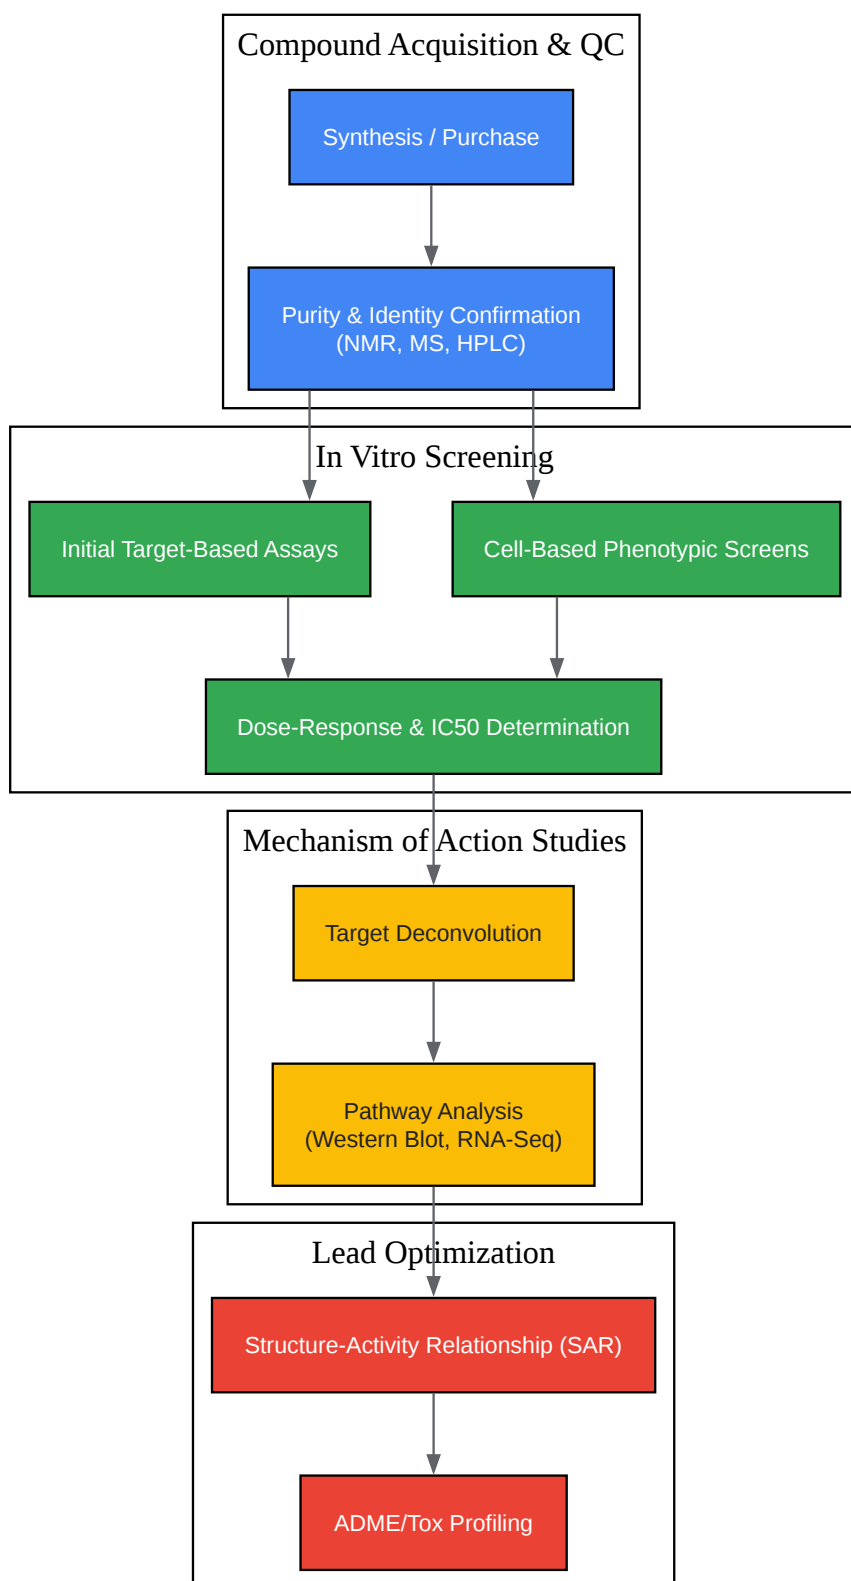 Compound Acquisition & QC
Synthesis / Purchase
Purity & Identity Confirmation
(NMR, MS, HPLC)
In Vitro Screening
Initial Target-Based Assays
Cell-Based Phenotypic Screens
Dose-Response & IC50 Determination
Mechanism of Action Studies
Target Deconvolution
Pathway Analysis
(Western Blot, RNA-Seq)
Lead Optimization
Structure-Activity Relationship (SAR)
ADME/Tox Profiling